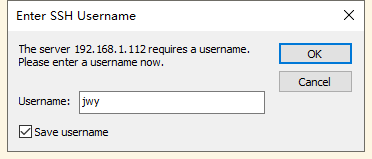 Enter SSH Username
The server 192.168.1.112 requires a username.
Please enter a username now.
OK
Cancel
Username: jwy
Save username